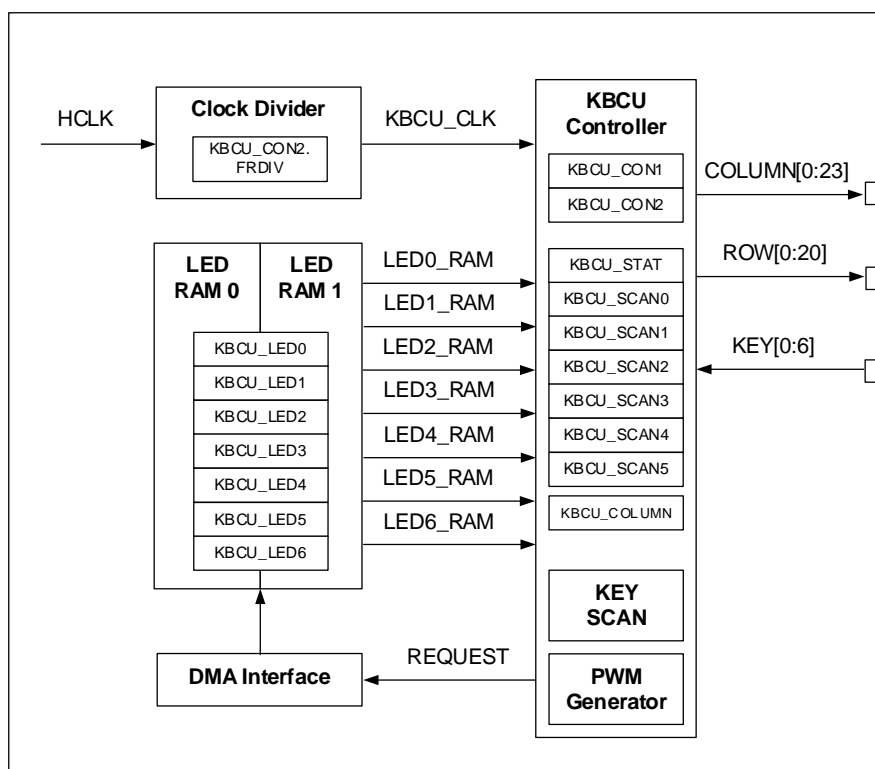 HCLK
Clock Divider
KBCU_CON2.
FRDIV
KBCU_CLK
KBCU
Controller
KBCU_CON1
KBCU_CON2
COLUMN[0:23]
LED
RAM 0
LED
RAM 1
KBCU_LED0
KBCU_LED1
KBCU_LED2
KBCU_LED3
KBCU_LED4
KBCU_LED5
KBCU_LED6
LED0_RAM
LED1_RAM
LED2_RAM
LED3_RAM
LED4_RAM
LED5_RAM
LED6_RAM
KBCU_STAT
KBCU_SCAN0
KBCU_SCAN1
KBCU_SCAN2
KBCU_SCAN3
KBCU_SCAN4
KBCU_SCAN5
KBCU_COLUMN
ROW[0:20]
KEY[0:6]
KEY
SCAN
PWM
Generator
REQUEST
DMA Interface